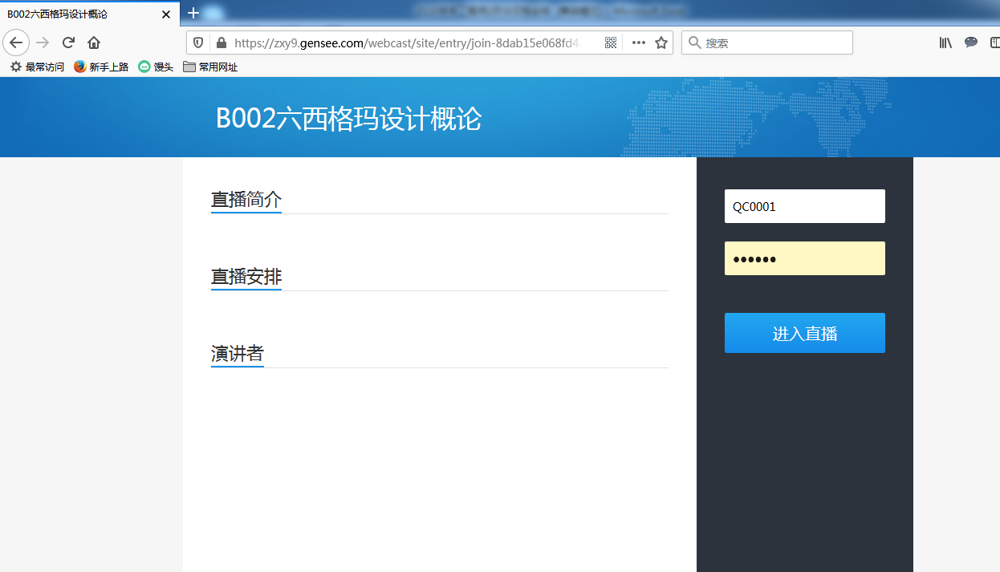 B002六西格玛设计概论
https://zxy9.gensee.com/webcast/site/entry/join-8dab15e068fd4
搜索
最常访问 新手上路 馒头 常用网址
B002六西格玛设计概论
直播简介
直播安排
演讲者
QC0001
••••••
进入直播